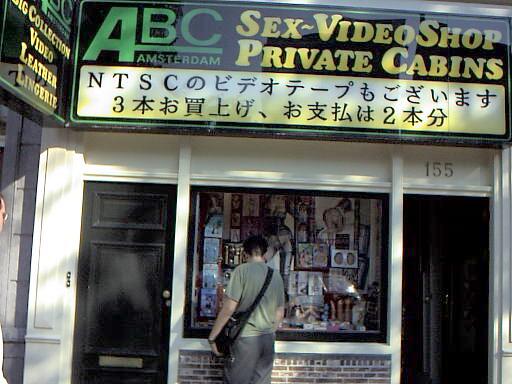 BIG COLLECTION
VIDEO
LEATHER
LINGERIE
ABC
AMSTERDAM
SEX~VIDEOSHOP
PRIVATE CABINS
NTSCのビデオテープもございます
3本お買上げ、お支払は2本分
155